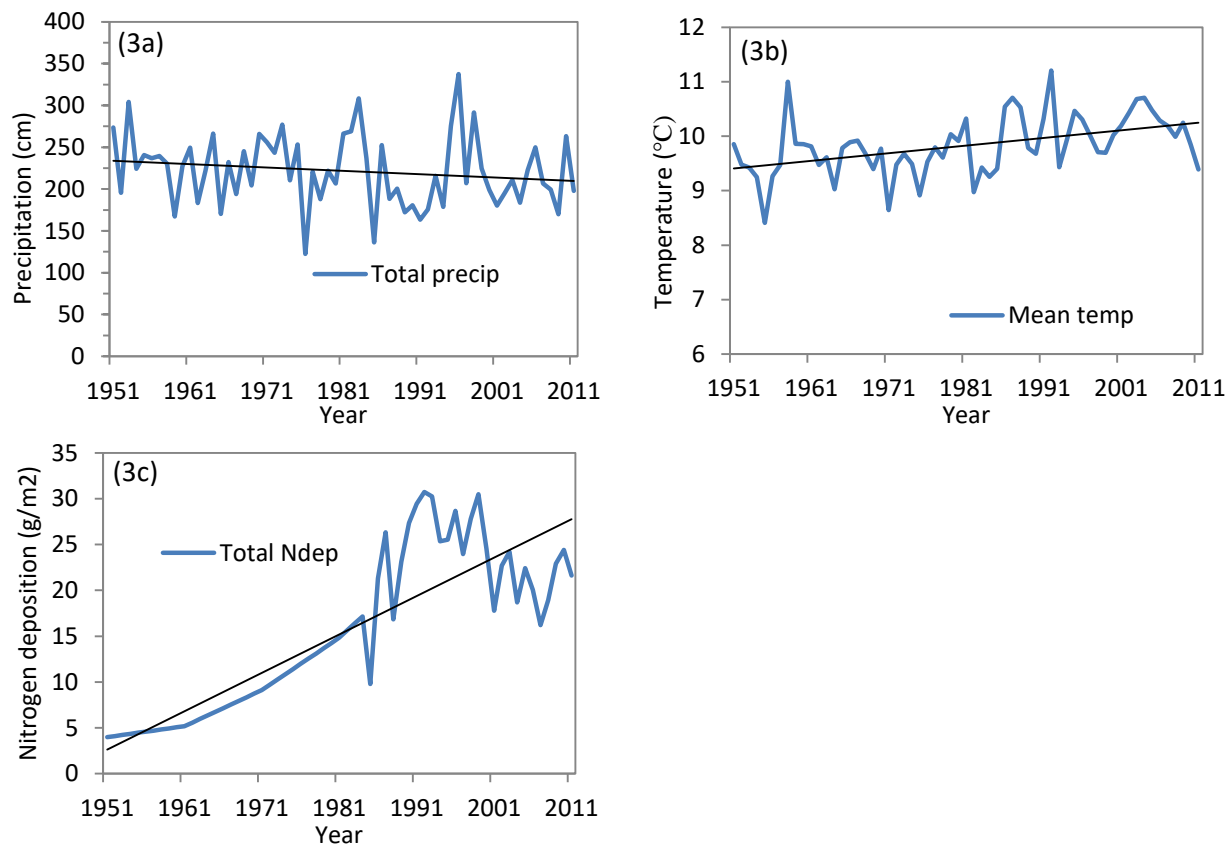 (3a)
Precipitation (cm)
400
350
300
250
200
150
100
50
0
Total precip
1951 1961 1971 1981 1991 2001 2011
Year
(3b)
Temperature (°C)
12
11
10
9
8
7
6
Mean temp
1951 1961 1971 1981 1991 2001 2011
Year
(3c)
Nitrogen deposition (g/m2)
35
30
25
20
15
10
5
0
Total Ndep
1951 1961 1971 1981 1991 2001 2011
Year